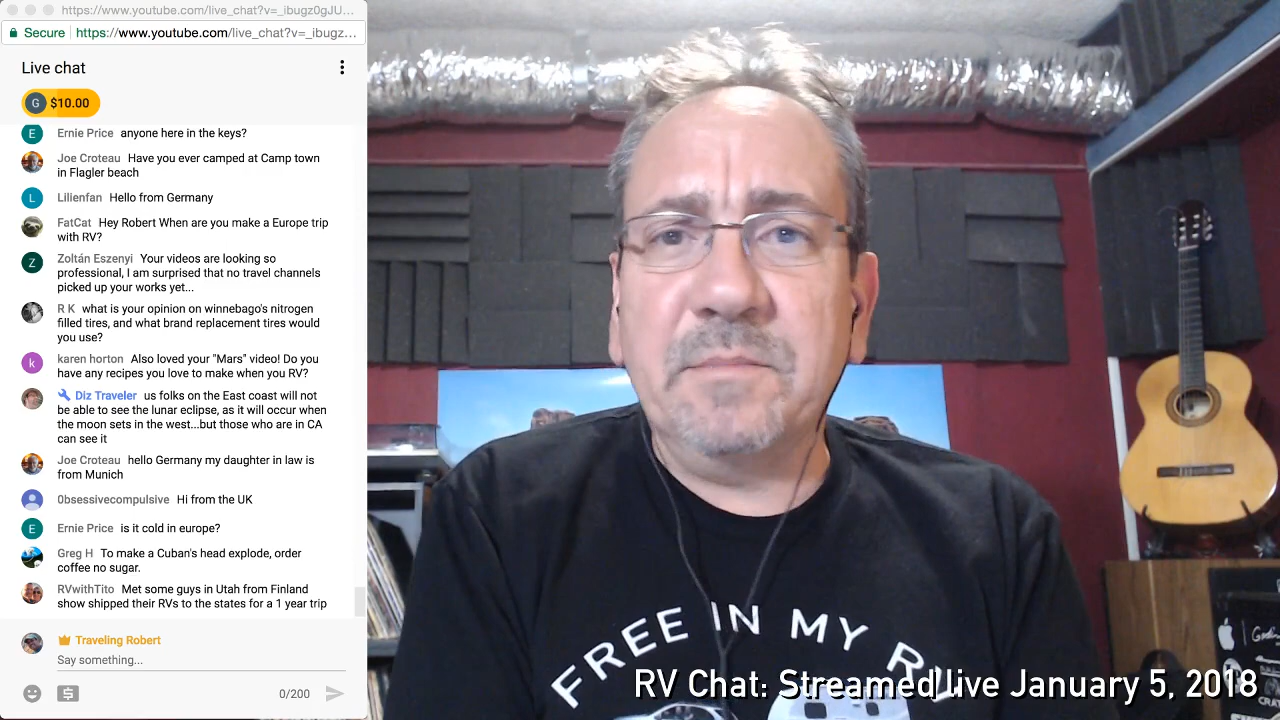 https://www.youtube.com/live_chat?v=_ibugz0gJU...
Secure https://www.youtube.com/live_chat?v=_ibugz...
Live chat
G $10.00
E Ernie Price anyone here in the keys?
Joe Croteau Have you ever camped at Camp town
in Flagler beach
L Lilienfan Hello from Germany
FatCat Hey Robert When are you make a Europe trip
with RV?
Z Zoltán Eszenyi Your videos are looking so
professional, I am surprised that no travel channels
picked up your works yet...
R K what is your opinion on winnebago's nitrogen
filled tires, and what brand replacement tires would
you use?
k karen horton Also loved your "Mars" video! Do you
have any recipes you love to make when you RV?
Diz Traveler us folks on the East coast will not
be able to see the lunar eclipse, as it will occur when
the moon sets in the west...but those who are in CA
can see it
Joe Croteau hello Germany my daughter in law is
from Munich
0bsessivecompulsive Hi from the UK
E Ernie Price is it cold in europe?
Greg H To make a Cuban's head explode, order
coffee no sugar.
RVwithTito Met some guys in Utah from Finland
show shipped their RVs to the states for a 1 year trip
Traveling Robert
Say something...
0/200
FREE IN MY RV
RV Chat: Streamed live January 5, 2018